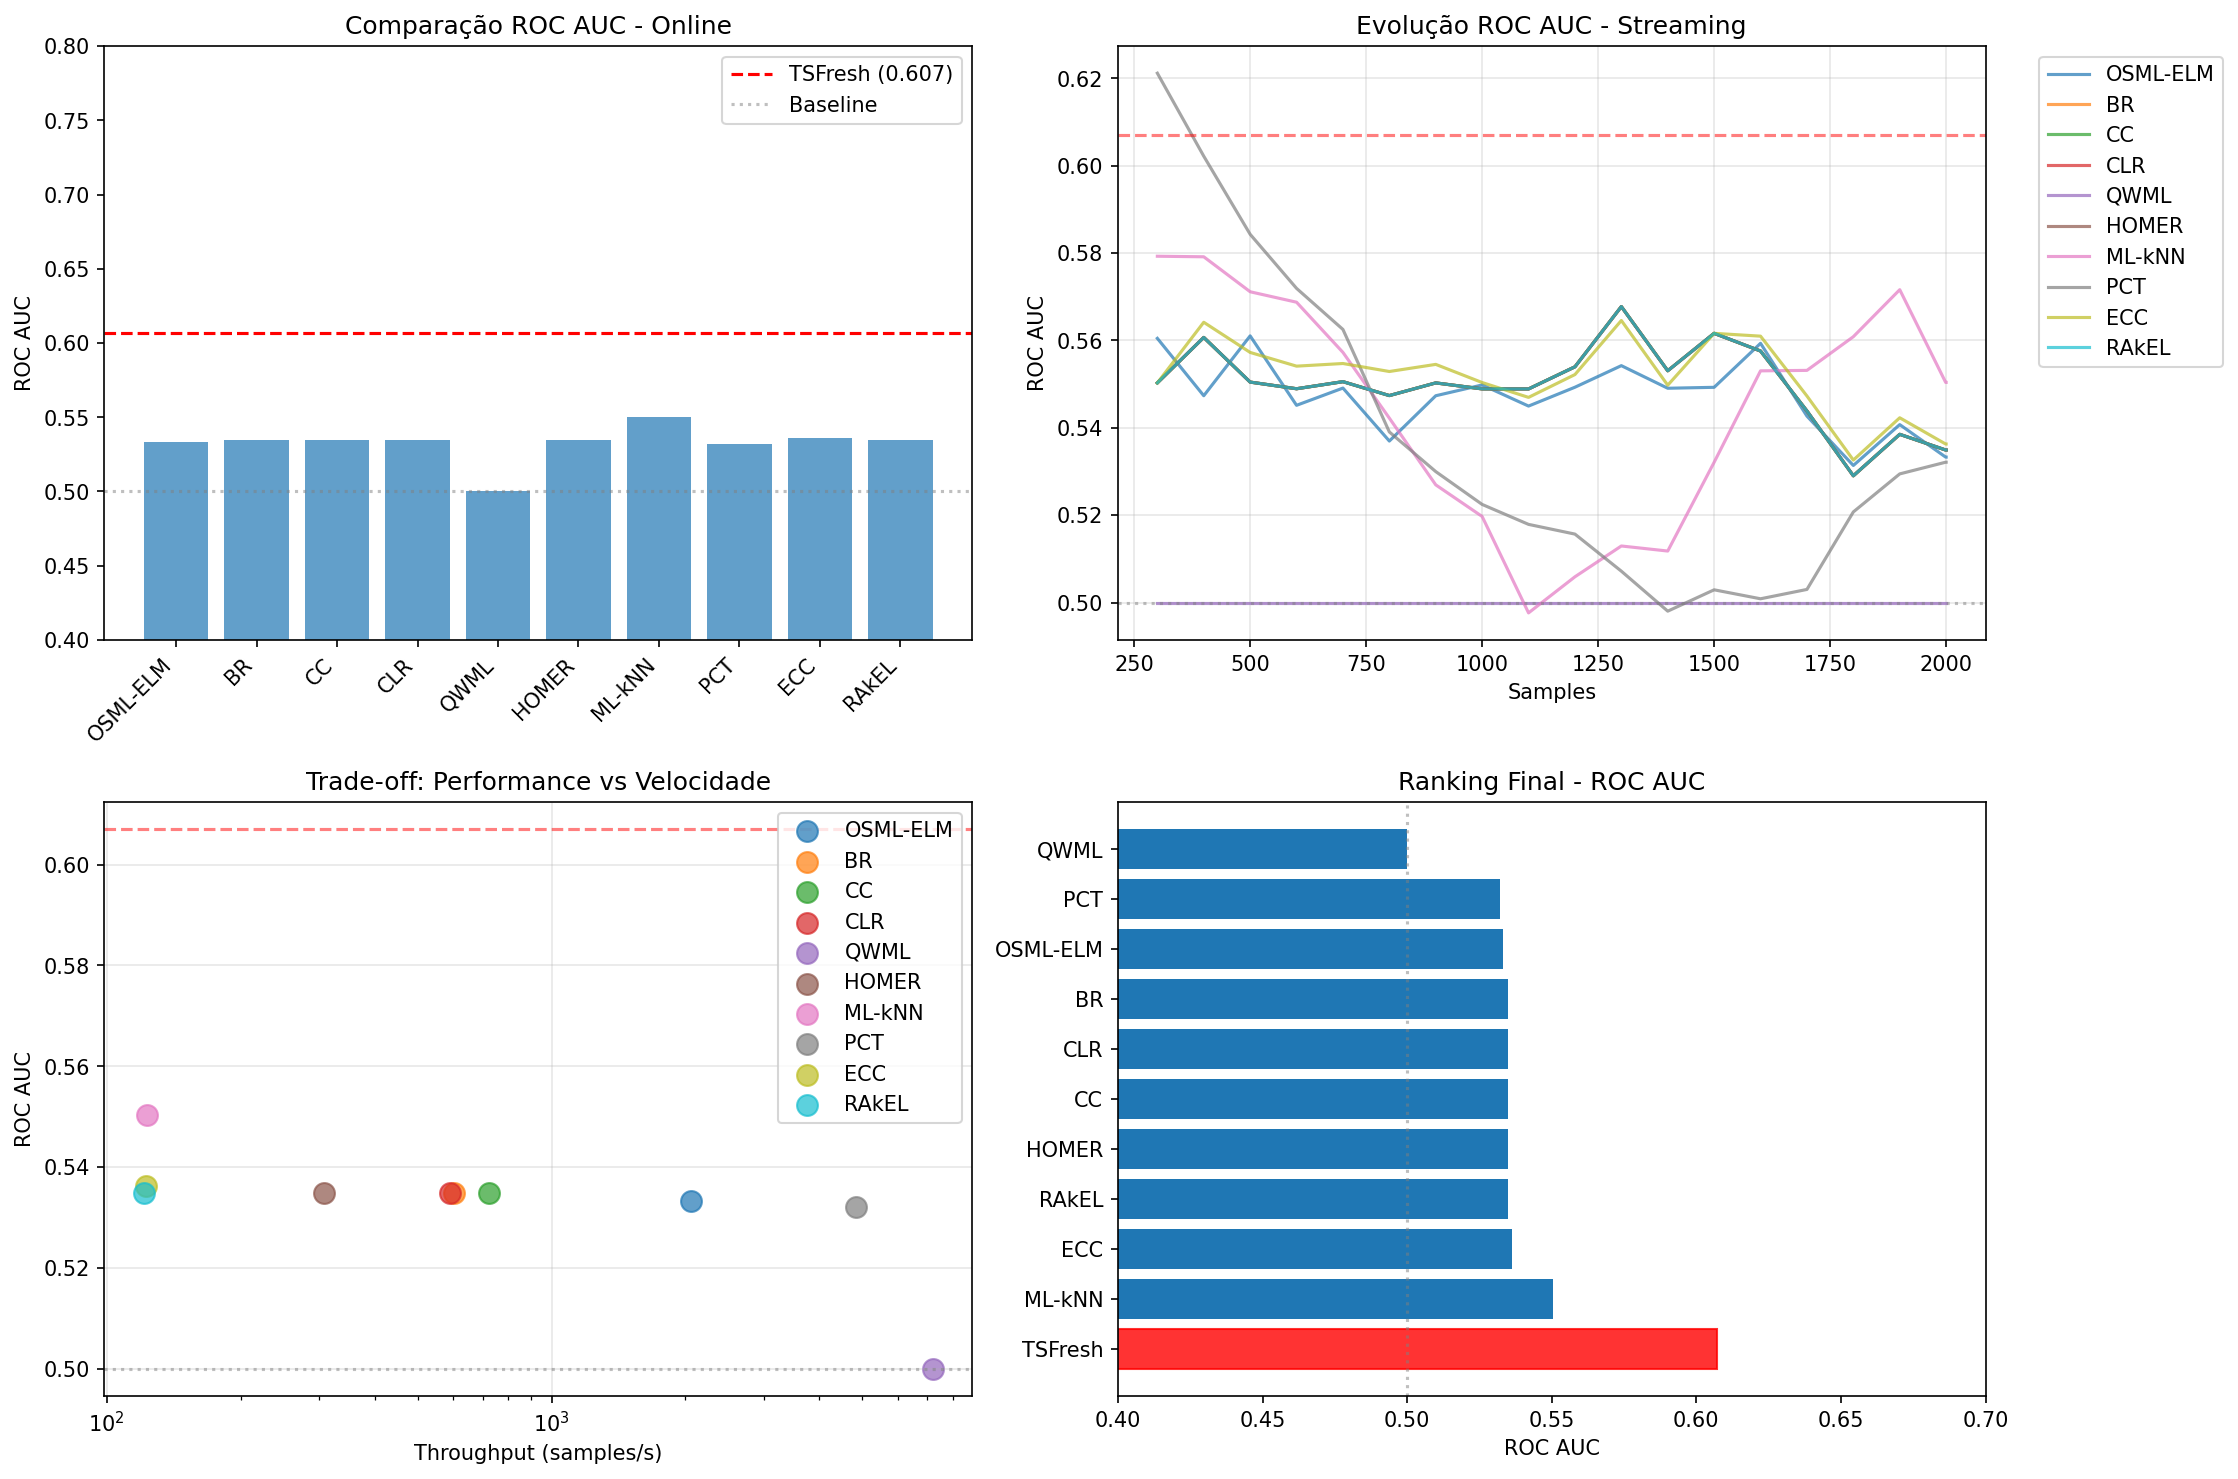 Comparação ROC AUC - Online
ROC AUC
0.80
0.75
0.70
0.65
0.60
0.55
0.50
0.45
0.40
TSFresh (0.607)
Baseline
OSML-ELM
BR
CC
CLR
QWML
HOMER
ML-kNN
PCT
ECC
RAkEL
Evolução ROC AUC - Streaming
ROC AUC
0.62
0.60
0.58
0.56
0.54
0.52
0.50
250
500
750
1000
1250
1500
1750
2000
Samples
OSML-ELM
BR
CC
CLR
QWML
HOMER
ML-kNN
PCT
ECC
RAkEL
Trade-off: Performance vs Velocidade
ROC AUC
0.60
0.58
0.56
0.54
0.52
0.50
OSML-ELM
BR
CC
CLR
QWML
HOMER
ML-kNN
PCT
ECC
RAkEL
10²
10³
Throughput (samples/s)
Ranking Final - ROC AUC
QWML
PCT
OSML-ELM
BR
CLR
CC
HOMER
RAkEL
ECC
ML-kNN
TSFresh
0.40
0.45
0.50
0.55
0.60
0.65
0.70
ROC AUC